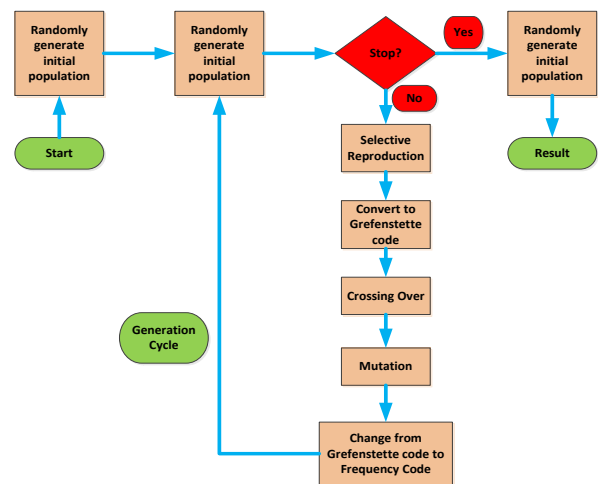 Randomly
generate
initial
population
Randomly
generate
initial
population
Stop?
Yes
Randomly
generate
initial
population
No
Start
Selective
Reproduction
Result
Convert to
Grefenstette
code
Crossing Over
Generation
Cycle
Mutation
Change from
Grefenstette code to
Frequency Code